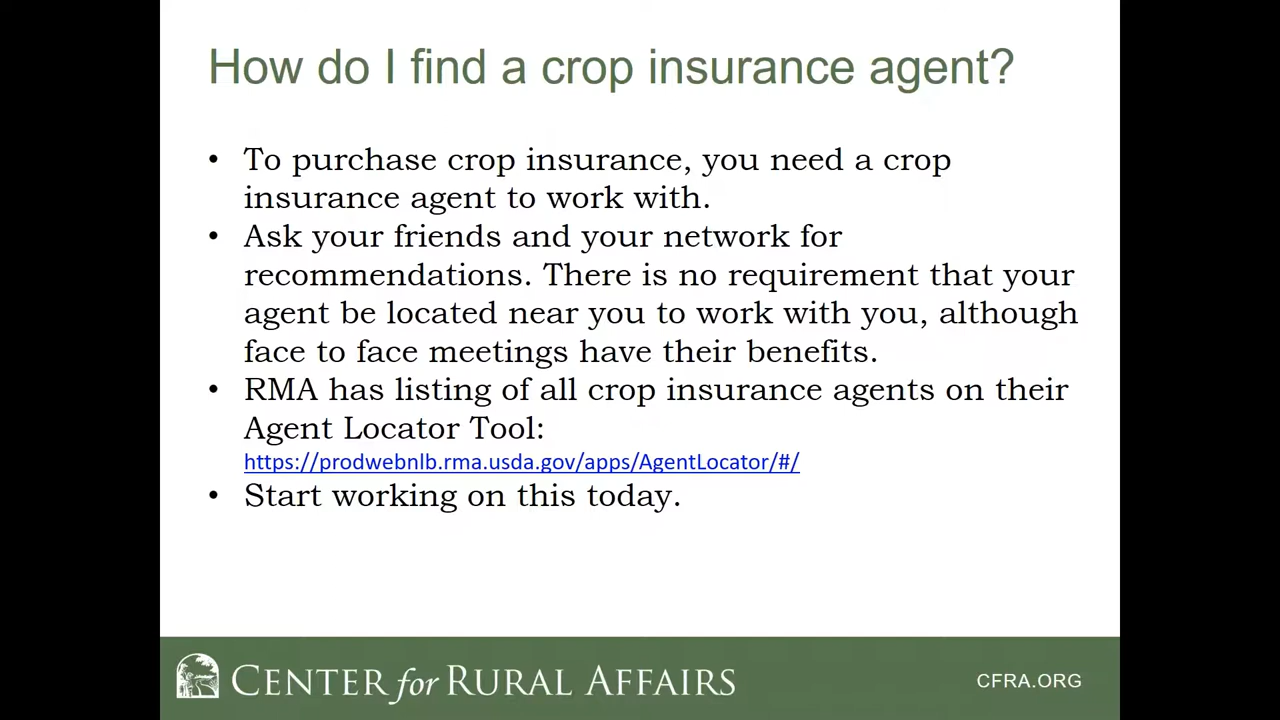 How do I find a crop insurance agent?
• To purchase crop insurance, you need a crop
insurance agent to work with.
• Ask your friends and your network for
recommendations. There is no requirement that your
agent be located near you to work with you, although
face to face meetings have their benefits.
• RMA has listing of all crop insurance agents on their
Agent Locator Tool:
https://prodwebnlb.rma.usda.gov/apps/AgentLocator/#/
• Start working on this today.
CENTER for RURAL AFFAIRS
CFRA.ORG